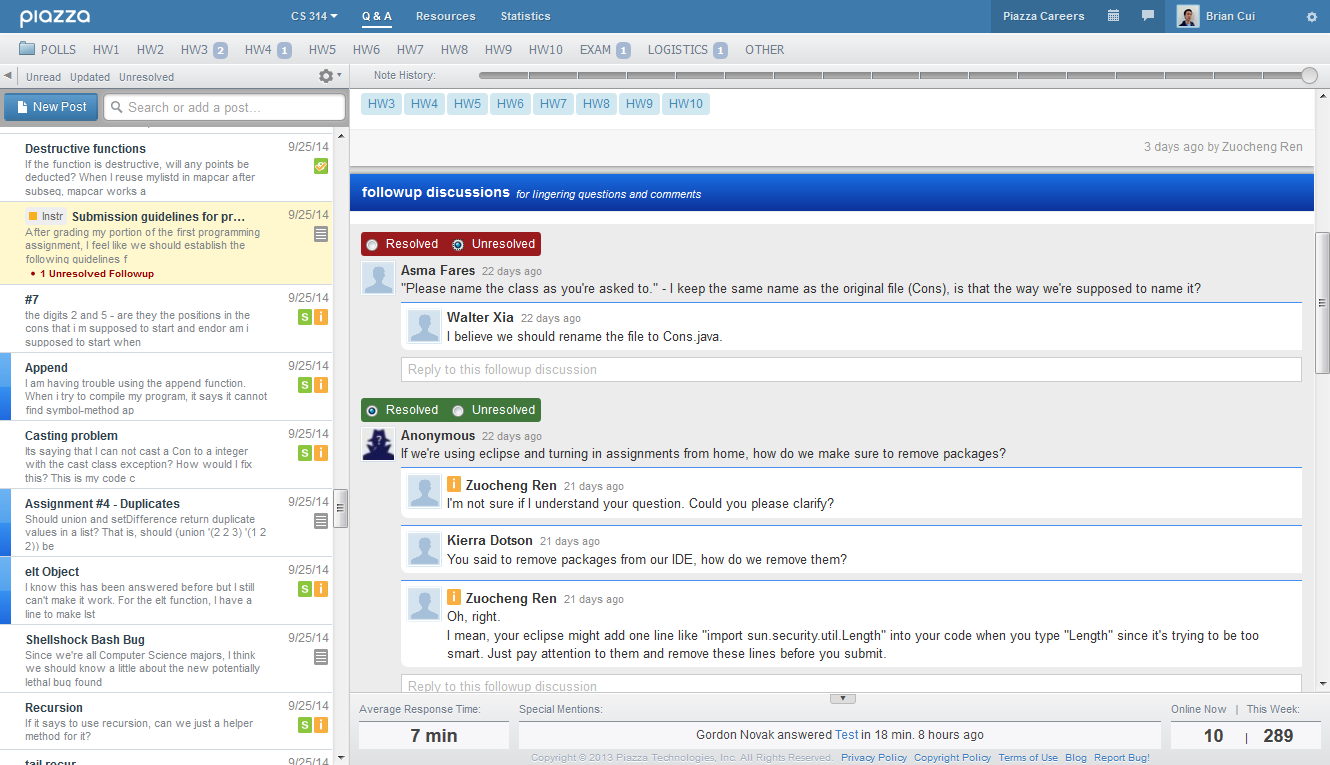 piazza
CS 314
Q & A
Resources
Statistics
Piazza Careers
Brian Cui
POLLS
HW1
HW2
HW3 2
HW4 1
HW5
HW6
HW7
HW8
HW9
HW10
EXAM 1
LOGISTICS 1
OTHER
Unread Updated Unresolved
Note History:
New Post
Search or add a post...
Destructive functions 9/25/14
If the function is destructive, will any points be
deducted? When I reuse mylistd in mapcar after
subseq, mapcar works a
Instr Submission guidelines for pr... 9/25/14
After grading my portion of the first programming
assignment, I feel like we should establish the
following guidelines f
• 1 Unresolved Followup
#7 9/25/14
the digits 2 and 5 - are they the positions in the
cons that i m supposed to start and endor am i
supposed to start when
S i
Append 9/25/14
I am having trouble using the append function.
When i try to compile my program, it says it cannot
find symbol-method ap
S i
Casting problem 9/25/14
Its saying that I can not cast a Con to a integer
with the cast class exception? How would I fix
this? This is my code c
S i
Assignment #4 - Duplicates 9/25/14
Should union and setDifference return duplicate
values in a list? That is, should (union '(2 2 3) '(1 2
2)) be
elt Object 9/25/14
I know this has been answered before but I still
can't make it work. For the elt function, I have a
line to make lst
S i
Shellshock Bash Bug 9/25/14
Since we're all Computer Science majors, I think
we should know a little about the new potentially
lethal bug found
Recursion 9/25/14
If it says to use recursion, can we just a helper
method for it?
S i
tail recur 9/25/14
HW3 HW4 HW5 HW6 HW7 HW8 HW9 HW10
3 days ago by Zuocheng Ren
followup discussions for lingering questions and comments
Resolved Unresolved
Asma Fares 22 days ago
"Please name the class as you're asked to." - I keep the same name as the original file (Cons), is that the way we're supposed to name it?
Walter Xia 22 days ago
I believe we should rename the file to Cons.java.
Reply to this followup discussion
Resolved Unresolved
Anonymous 22 days ago
If we're using eclipse and turning in assignments from home, how do we make sure to remove packages?
i Zuocheng Ren 21 days ago
I'm not sure if I understand your question. Could you please clarify?
Kierra Dotson 21 days ago
You said to remove packages from our IDE, how do we remove them?
i Zuocheng Ren 21 days ago
Oh, right.
I mean, your eclipse might add one line like "import sun.security.util.Length" into your code when you type "Length" since it's trying to be too
smart. Just pay attention to them and remove these lines before you submit.
Reply to this followup discussion
Average Response Time:
7 min
Special Mentions:
Gordon Novak answered Test in 18 min. 8 hours ago
Online Now | This Week:
10 | 289
Copyright © 2013 Piazza Technologies, Inc. All Rights Reserved. Privacy Policy Copyright Policy Terms of Use Blog Report Bug!